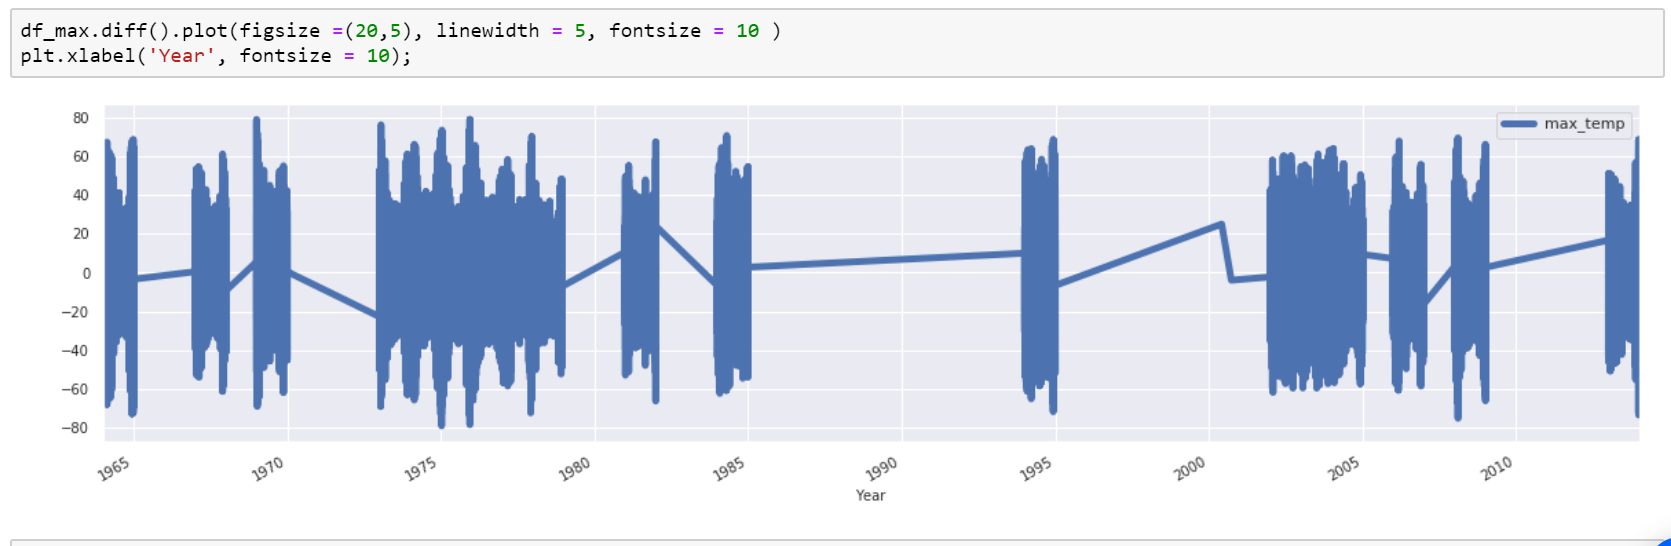 df_max.diff().plot(figsize =(20,5), linewidth = 5, fontsize = 10 )
plt.xlabel('Year', fontsize = 10);
max_temp
80
60
40
20
0
−20
−40
−60
−80
1965 1970 1975 1980 1985 1990 1995 2000 2005 2010
Year